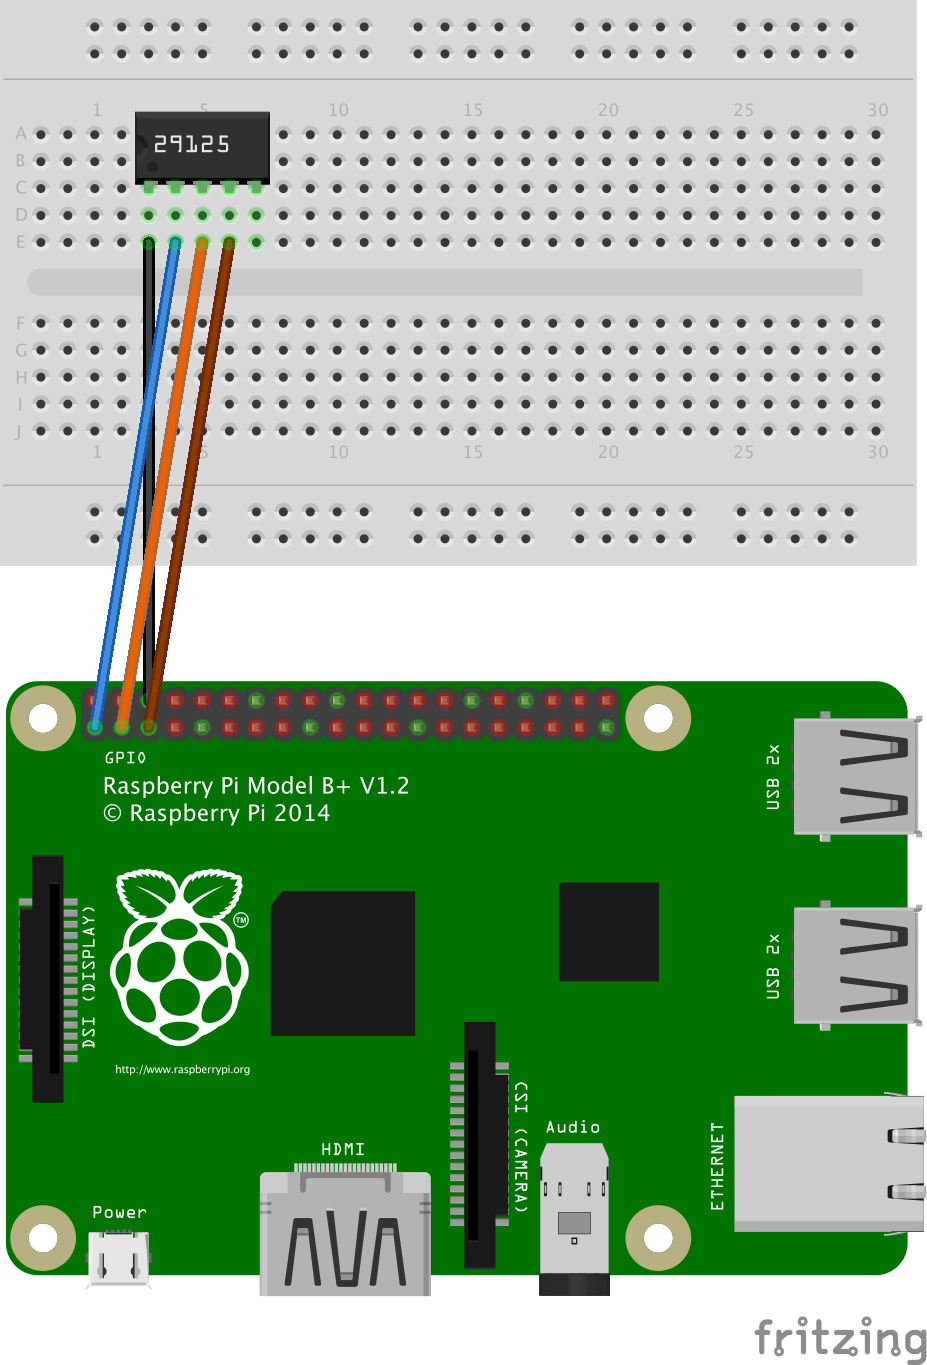 1 5 10 15 20 25 30
A
29125
B
C
D
E
F
G
H
I
J
1 5 10 15 20 25 30
GPIO
Raspberry Pi Model B+ V1.2
© Raspberry Pi 2014
USB 2x
TM
DSI (DISPLAY)
USB 2x
http://www.raspberrypi.org
CSI (CAMERA)
Audio
ETHERNET
HDMI
Power
fritzing